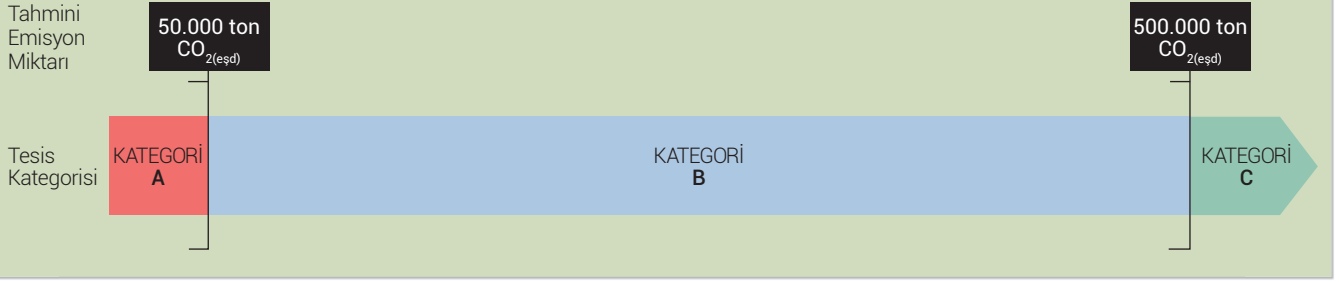 Tahmini
Emisyon
Miktarı
50.000 ton
CO2(eşd)
500.000 ton
CO2(eşd)
Tesis
Kategorisi
KATEGORİ
A
KATEGORİ
B
KATEGORİ
C